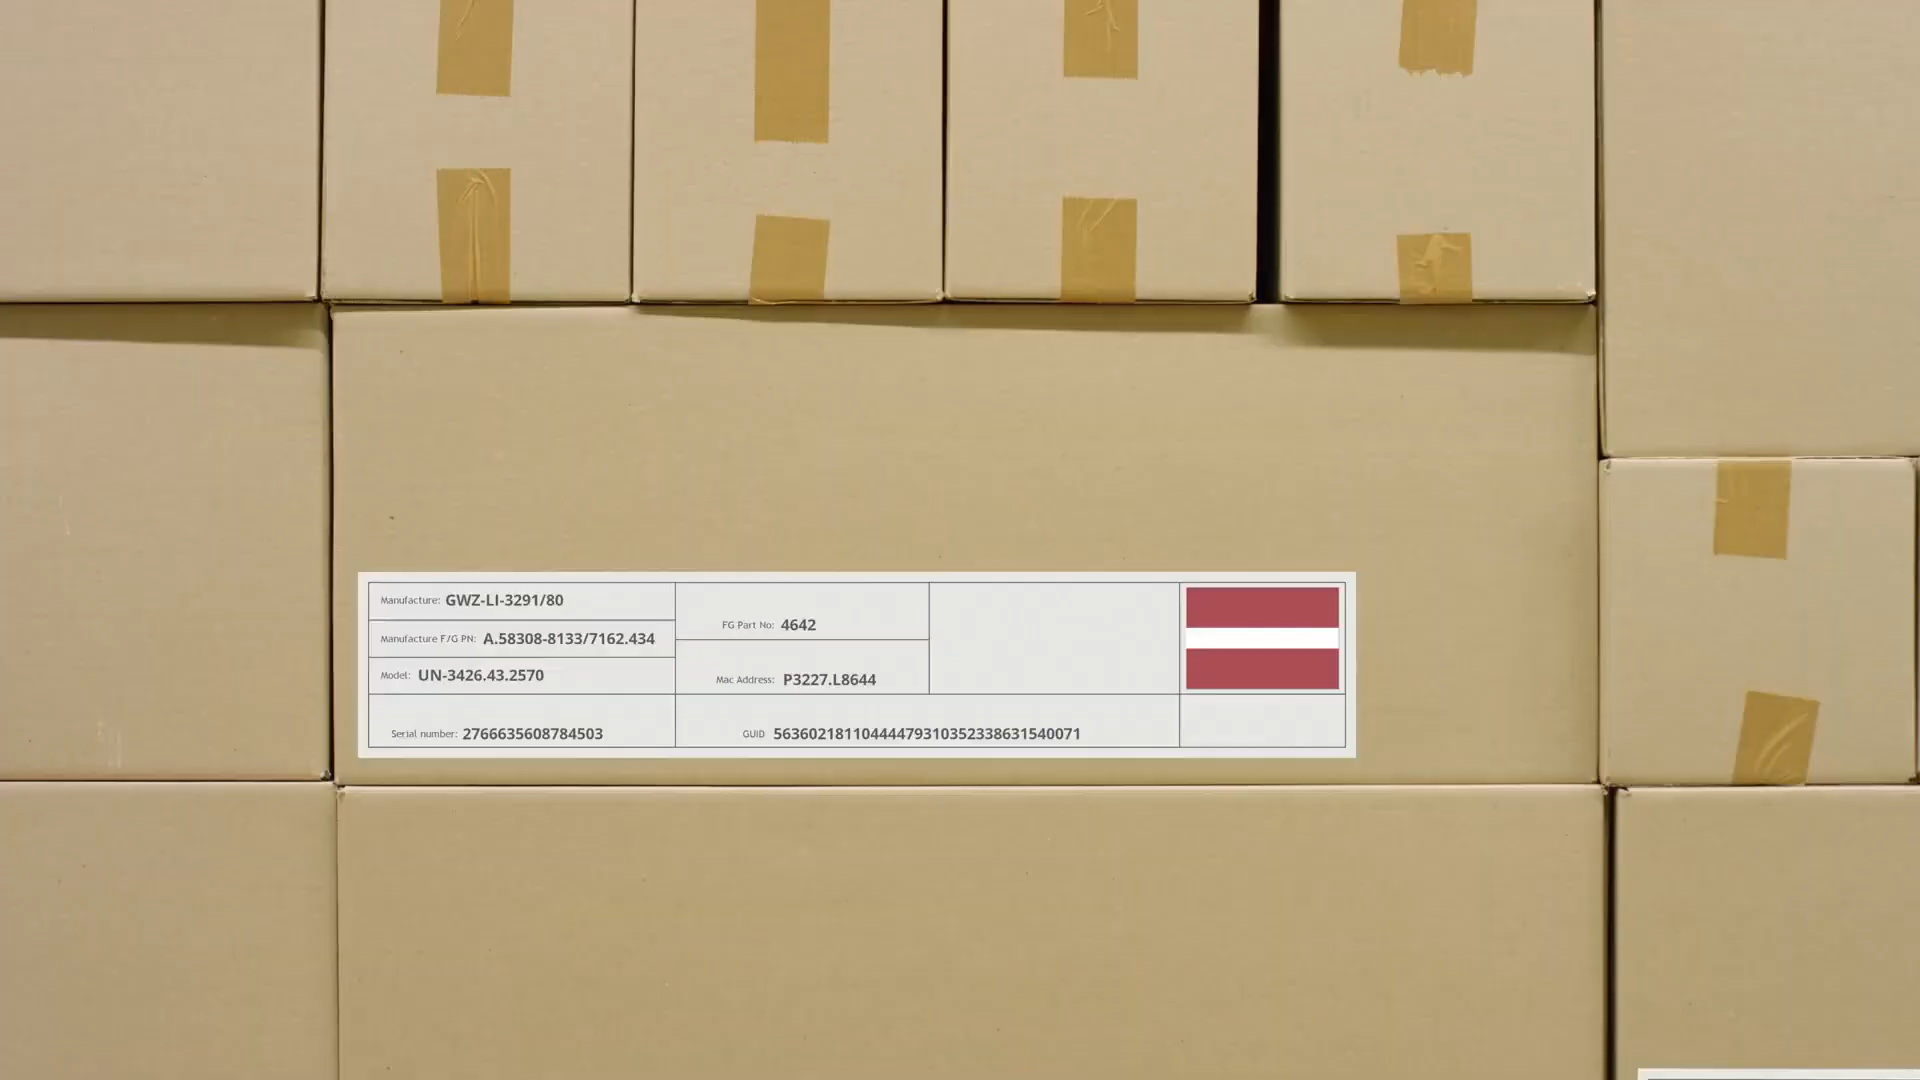 Manufacture: GWZ-LI-3291/80
Manufacture F/G PN: A.58308-8133/7162.434
Model: UN-3426.43.2570
FG Part No: 4642
Mac Address: P3227.L8644
Serial number: 2766635608784503
GUID 56360218110444479310352338631540071